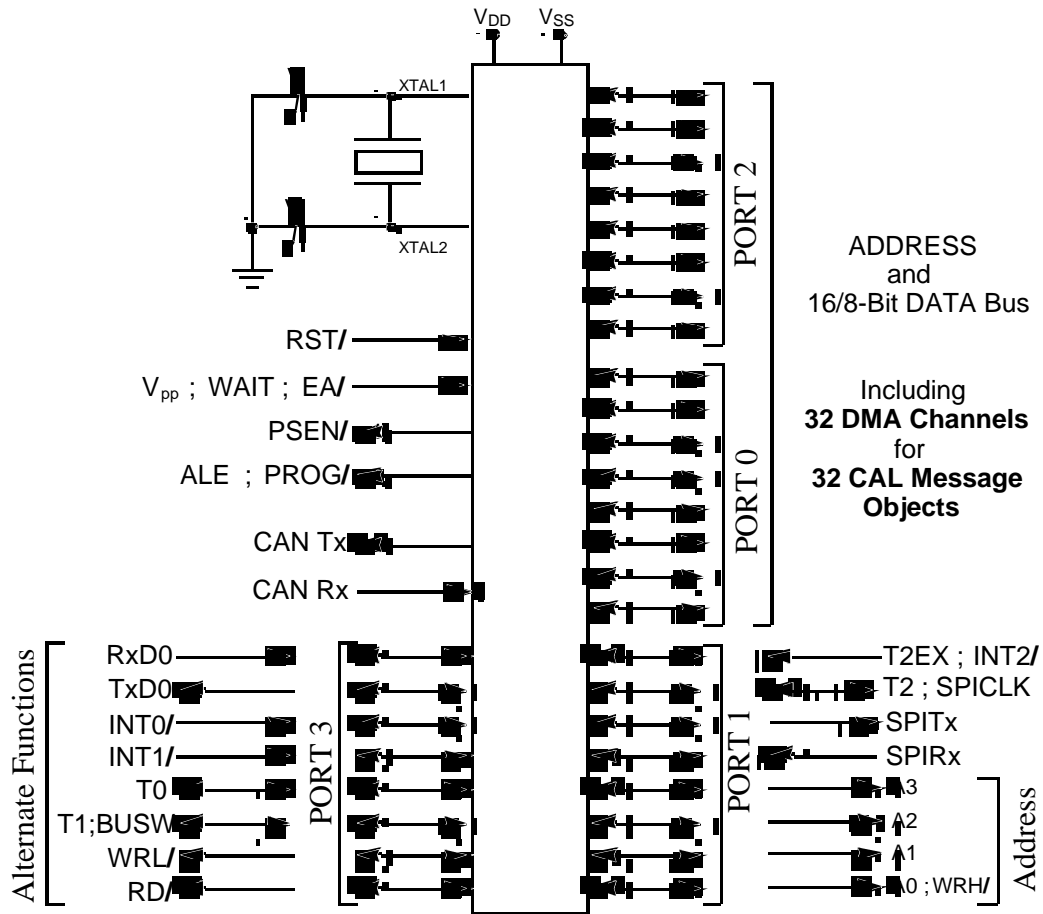 VDD VSS
XTAL1
XTAL2
PORT 2
ADDRESS
and
16/8-Bit DATA Bus
RST/
Vpp ; WAIT ; EA/
PSEN/
ALE ; PROG/
CAN Tx
CAN Rx
PORT 0
Including
32 DMA Channels
for
32 CAL Message
Objects
Alternate Functions
RxD0
TxD0
INT0/
INT1/
T0
T1;BUSW
WRL/
RD/
PORT 3
PORT 1
T2EX ; INT2/
T2 ; SPICLK
SPITx
SPIRx
A3
A2
A1
A0 ; WRH/
Address